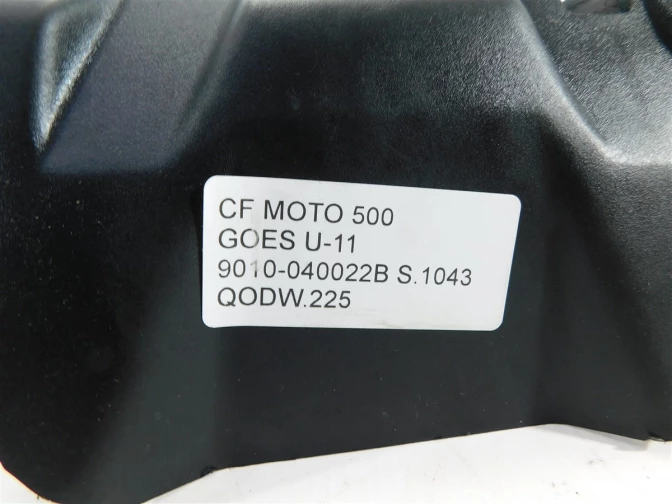 CF MOTO 500
GOES U-11
9010-040022B S.1043
QODW.225